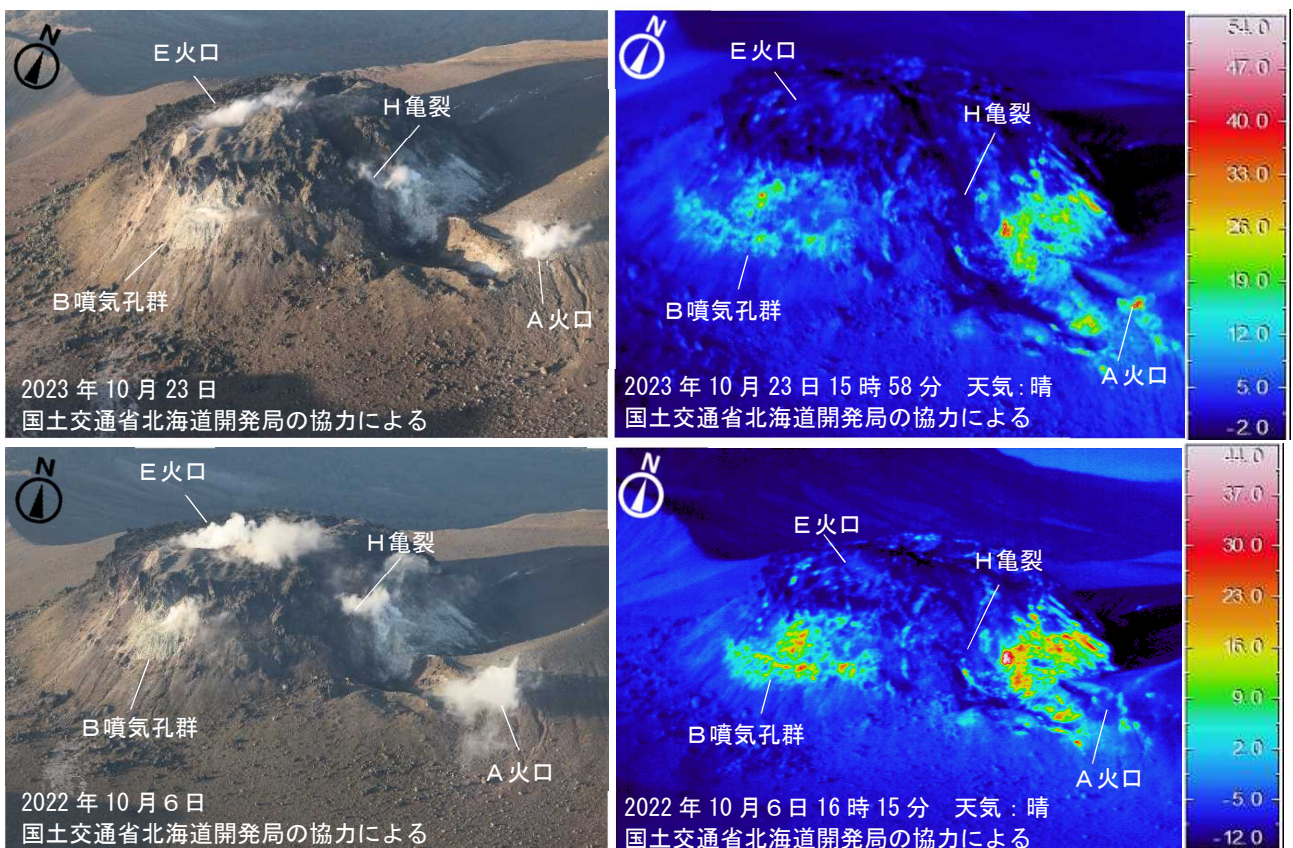 N
E火口
H亀裂
B噴気孔群
A火口
2023年10月23日
国土交通省北海道開発局の協力による
N
E火口
H亀裂
B噴気孔群
A火口
2023年10月23日15時58分　天気：晴
国土交通省北海道開発局の協力による
54.0
47.0
40.0
33.0
26.0
19.0
12.0
5.0
-2.0
N
E火口
H亀裂
B噴気孔群
A火口
2022年10月6日
国土交通省北海道開発局の協力による
N
E火口
H亀裂
B噴気孔群
A火口
2022年10月6日16時15分　天気：晴
国土交通省北海道開発局の協力による
44.0
37.0
30.0
23.0
16.0
9.0
2.0
-5.0
-12.0